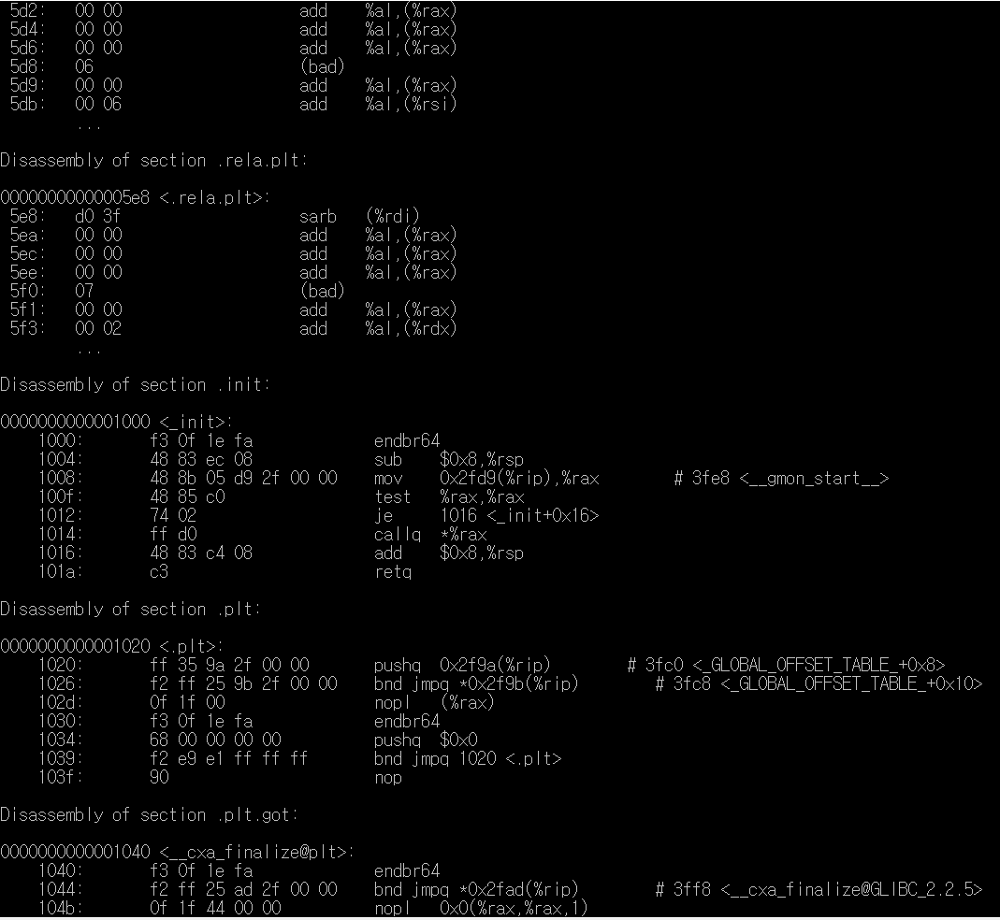 5d2:   00 00                   add    %al,(%rax)
5d4:   00 00                   add    %al,(%rax)
5d6:   00 00                   add    %al,(%rax)
5d8:   06                      (bad)
5d9:   00 00                   add    %al,(%rax)
5db:   00 06                   add    %al,(%rsi)
        ...
Disassembly of section .rela.plt:
00000000000005e8 <.rela.plt>:
5e8:   d0 3f                   sarb   (%rdi)
5ea:   00 00                   add    %al,(%rax)
5ec:   00 00                   add    %al,(%rax)
5ee:   00 00                   add    %al,(%rax)
5f0:   07                      (bad)
5f1:   00 00                   add    %al,(%rax)
5f3:   00 02                   add    %al,(%rdx)
        ...
Disassembly of section .init:
0000000000001000 <_init>:
    1000:       f3 0f 1e fa             endbr64
    1004:       48 83 ec 08             sub    $0x8,%rsp
    1008:       48 8b 05 d9 2f 00 00    mov    0x2fd9(%rip),%rax        # 3fe8 <__gmon_start__>
    100f:       48 85 c0                test   %rax,%rax
    1012:       74 02                   je     1016 <_init+0x16>
    1014:       ff d0                   callq  *%rax
    1016:       48 83 c4 08             add    $0x8,%rsp
    101a:       c3                      retq
Disassembly of section .plt:
0000000000001020 <.plt>:
    1020:       ff 35 9a 2f 00 00       pushq  0x2f9a(%rip)        # 3fc0 <_GLOBAL_OFFSET_TABLE_+0x8>
    1026:       f2 ff 25 9b 2f 00 00    bnd jmpq *0x2f9b(%rip)        # 3fc8 <_GLOBAL_OFFSET_TABLE_+0x10>
    102d:       0f 1f 00                nopl   (%rax)
    1030:       f3 0f 1e fa             endbr64
    1034:       68 00 00 00 00          pushq  $0x0
    1039:       f2 e9 e1 ff ff ff       bnd jmpq 1020 <.plt>
    103f:       90                      nop
Disassembly of section .plt.got:
0000000000001040 <__cxa_finalize@plt>:
    1040:       f3 0f 1e fa             endbr64
    1044:       f2 ff 25 ad 2f 00 00    bnd jmpq *0x2fad(%rip)        # 3ff8 <__cxa_finalize@GLIBC_2.2.5>
    104b:       0f 1f 44 00 00          nopl   0x0(%rax,%rax,1)